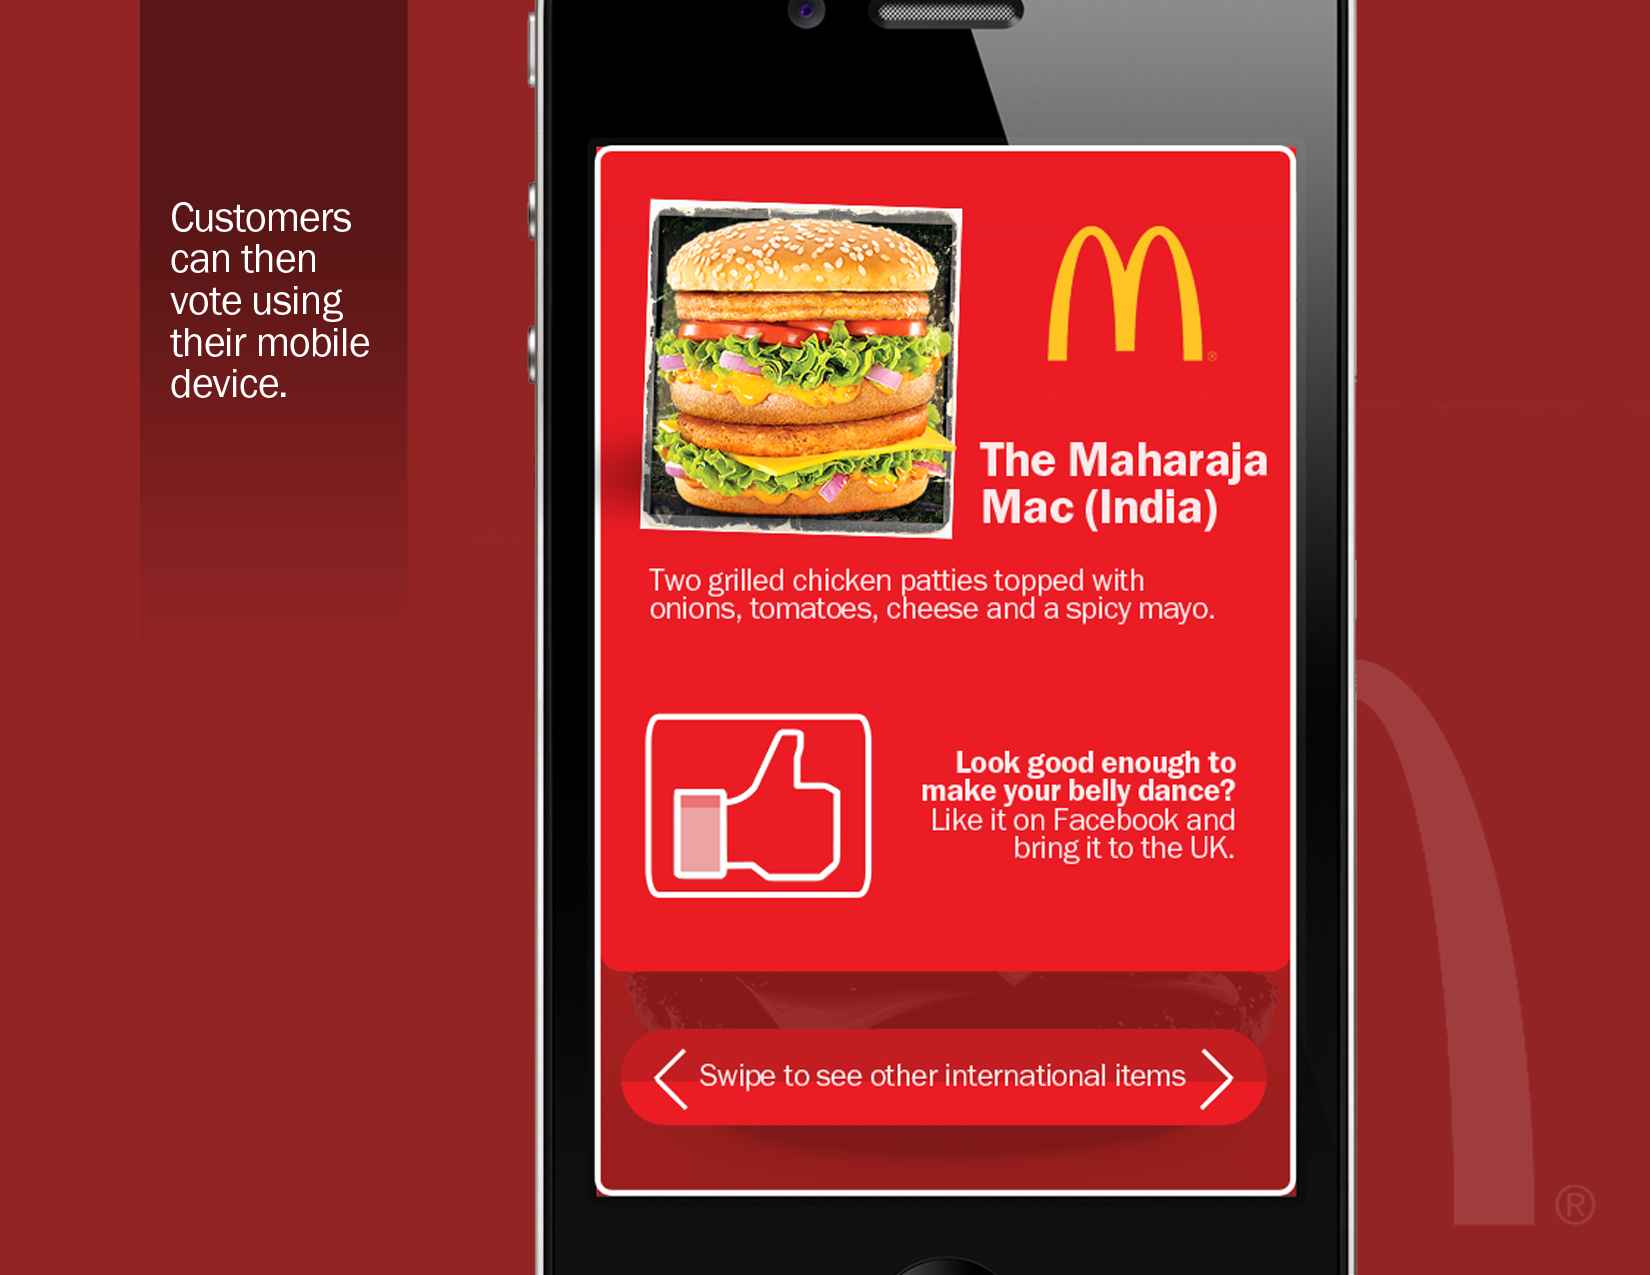 Customers
can then
vote using
their mobile
device.
The Maharaja
Mac (India)
Two grilled chicken patties topped with
onions, tomatoes, cheese and a spicy mayo.
Look good enough to
make your belly dance?
Like it on Facebook and
bring it to the UK.
Swipe to see other international items
®